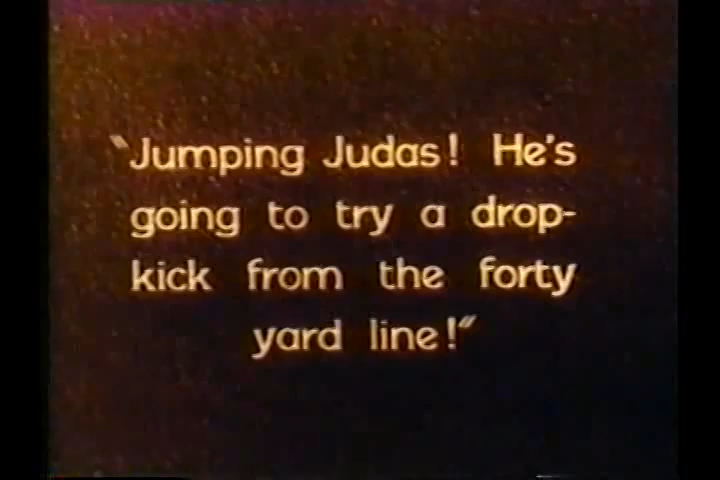 "Jumping Judas! He's
going to try a drop-
kick from the forty
yard line!"